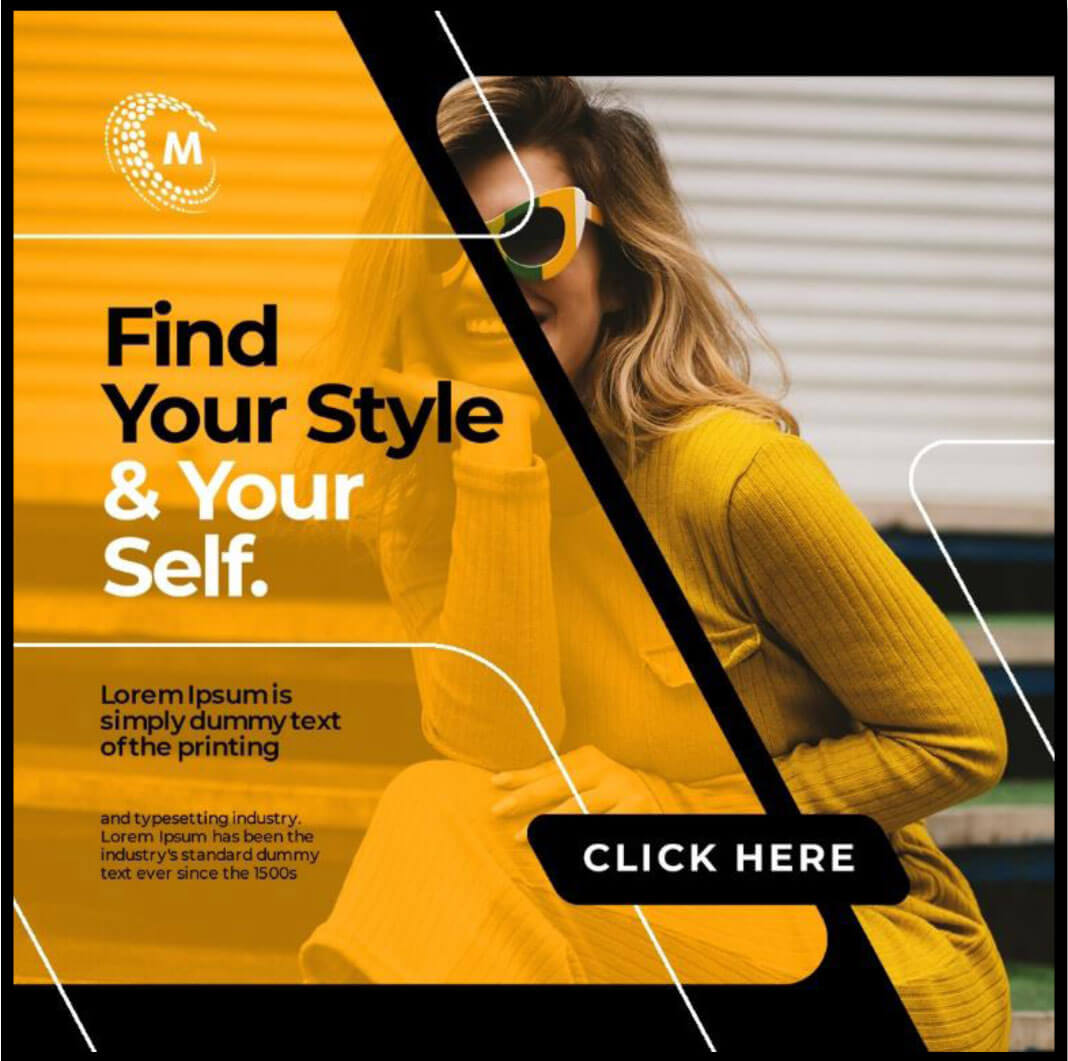 M
Find
Your Style
& Your
Self.
Lorem Ipsum is
simply dummy text
of the printing
and typesetting industry.
Lorem Ipsum has been the
industry's standard dummy
text ever since the 1500s
CLICK HERE